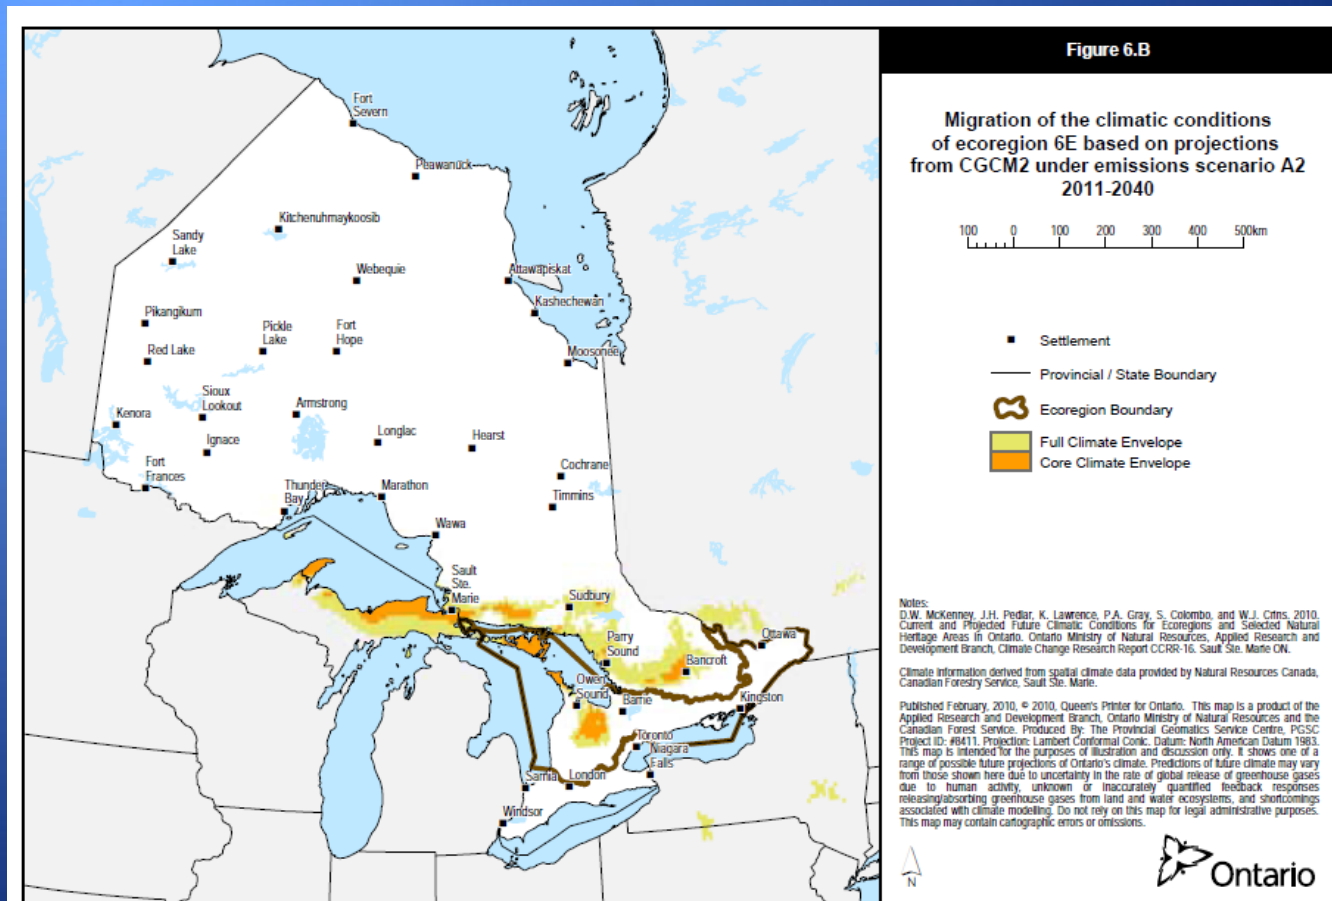 Figure 6.B
Migration of the climatic conditions
of ecoregion 6E based on projections
from CGCM2 under emissions scenario A2
2011-2040
100 0 100 200 300 400 500km
Settlement
Provincial / State Boundary
Ecoregion Boundary
Full Climate Envelope
Core Climate Envelope
Notes:
D.W. McKenney, J.H. Pedlar, K. Lawrence, P.A. Gray, S. Colombo, and W.J. Crins. 2010.
Current and Projected Future Climatic Conditions for Ecoregions and Selected Natural
Heritage Areas in Ontario. Ontario Ministry of Natural Resources, Applied Research and
Development Branch, Climate Change Research Report CCRR-16. Sault Ste. Marie ON.
Climate information derived from spatial climate data provided by Natural Resources Canada,
Canadian Forestry Service, Sault Ste. Marie.
Published February, 2010, © 2010, Queen's Printer for Ontario. This map is a product of the
Applied Research and Development Branch, Ontario Ministry of Natural Resources and the
Canadian Forest Service. Produced By: The Provincial Geomatics Service Centre, PGSC
Project ID: #8411. Projection: Lambert Conformal Conic. Datum: North American Datum 1983.
This map is intended for the purposes of illustration and discussion only. It shows one of a
range of possible future projections of Ontario's climate. Predictions of future climate may vary
from those shown here due to uncertainty in the rate of global release of greenhouse gases
due to human activity, unknown or inaccurately quantified feedback responses
releasing/absorbing greenhouse gases from land and water ecosystems, and shortcomings
associated with climate modelling. Do not rely on this map for legal administrative purposes.
This map may contain cartographic errors or omissions.
N
Ontario
Fort
Severn
Peawanuck
Kitchenuhmaykoosib
Sandy
Lake
Webequie
Attawapiskat
Kashechewan
Pikangikum
Pickle
Lake
Fort
Hope
Red Lake
Moosonee
Sioux
Lookout
Armstrong
Kenora
Ignace
Longlac
Hearst
Fort
Frances
Cochrane
Thunder
Bay
Marathon
Timmins
Wawa
Sault
Ste.
Marie
Sudbury
Parry
Sound
Ottawa
Bancroft
Owen
Sound
Barrie
Kingston
Toronto
Niagara
Falls
Sarnia
London
Windsor